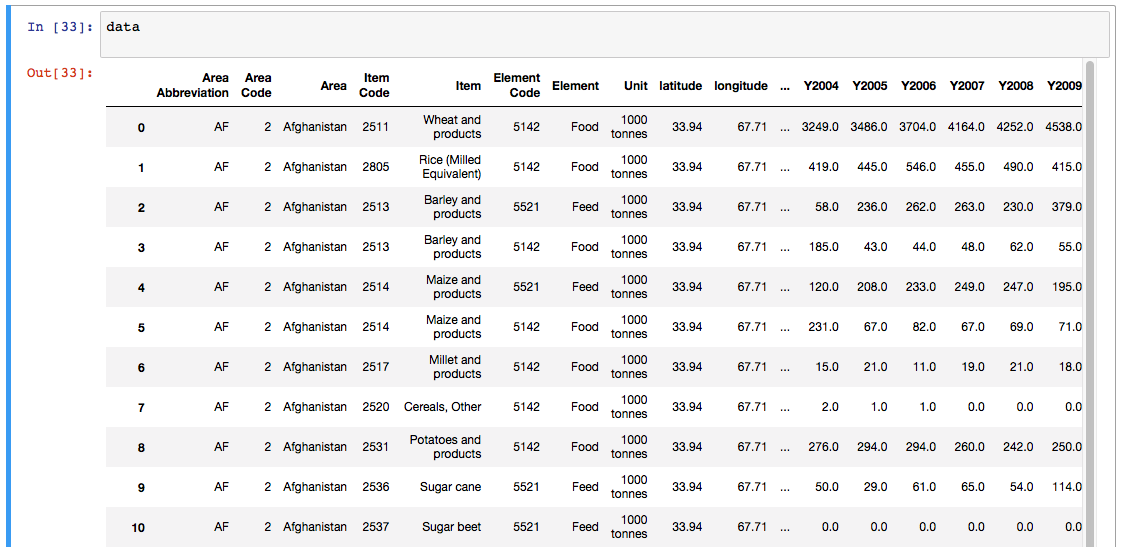 In [33]: data
Out[33]:
Area Abbreviation Area Code Area Item Code Item Element Code Element Unit latitude longitude ... Y2004 Y2005 Y2006 Y2007 Y2008 Y2009
0 AF 2 Afghanistan 2511 Wheat and products 5142 Food 1000 tonnes 33.94 67.71 ... 3249.0 3486.0 3704.0 4164.0 4252.0 4538.0
1 AF 2 Afghanistan 2805 Rice (Milled Equivalent) 5142 Food 1000 tonnes 33.94 67.71 ... 419.0 445.0 546.0 455.0 490.0 415.0
2 AF 2 Afghanistan 2513 Barley and products 5521 Feed 1000 tonnes 33.94 67.71 ... 58.0 236.0 262.0 263.0 230.0 379.0
3 AF 2 Afghanistan 2513 Barley and products 5142 Food 1000 tonnes 33.94 67.71 ... 185.0 43.0 44.0 48.0 62.0 55.0
4 AF 2 Afghanistan 2514 Maize and products 5521 Feed 1000 tonnes 33.94 67.71 ... 120.0 208.0 233.0 249.0 247.0 195.0
5 AF 2 Afghanistan 2514 Maize and products 5142 Food 1000 tonnes 33.94 67.71 ... 231.0 67.0 82.0 67.0 69.0 71.0
6 AF 2 Afghanistan 2517 Millet and products 5142 Food 1000 tonnes 33.94 67.71 ... 15.0 21.0 11.0 19.0 21.0 18.0
7 AF 2 Afghanistan 2520 Cereals, Other 5142 Food 1000 tonnes 33.94 67.71 ... 2.0 1.0 1.0 0.0 0.0 0.0
8 AF 2 Afghanistan 2531 Potatoes and products 5142 Food 1000 tonnes 33.94 67.71 ... 276.0 294.0 294.0 260.0 242.0 250.0
9 AF 2 Afghanistan 2536 Sugar cane 5521 Feed 1000 tonnes 33.94 67.71 ... 50.0 29.0 61.0 65.0 54.0 114.0
10 AF 2 Afghanistan 2537 Sugar beet 5521 Feed 1000 tonnes 33.94 67.71 ... 0.0 0.0 0.0 0.0 0.0 0.0